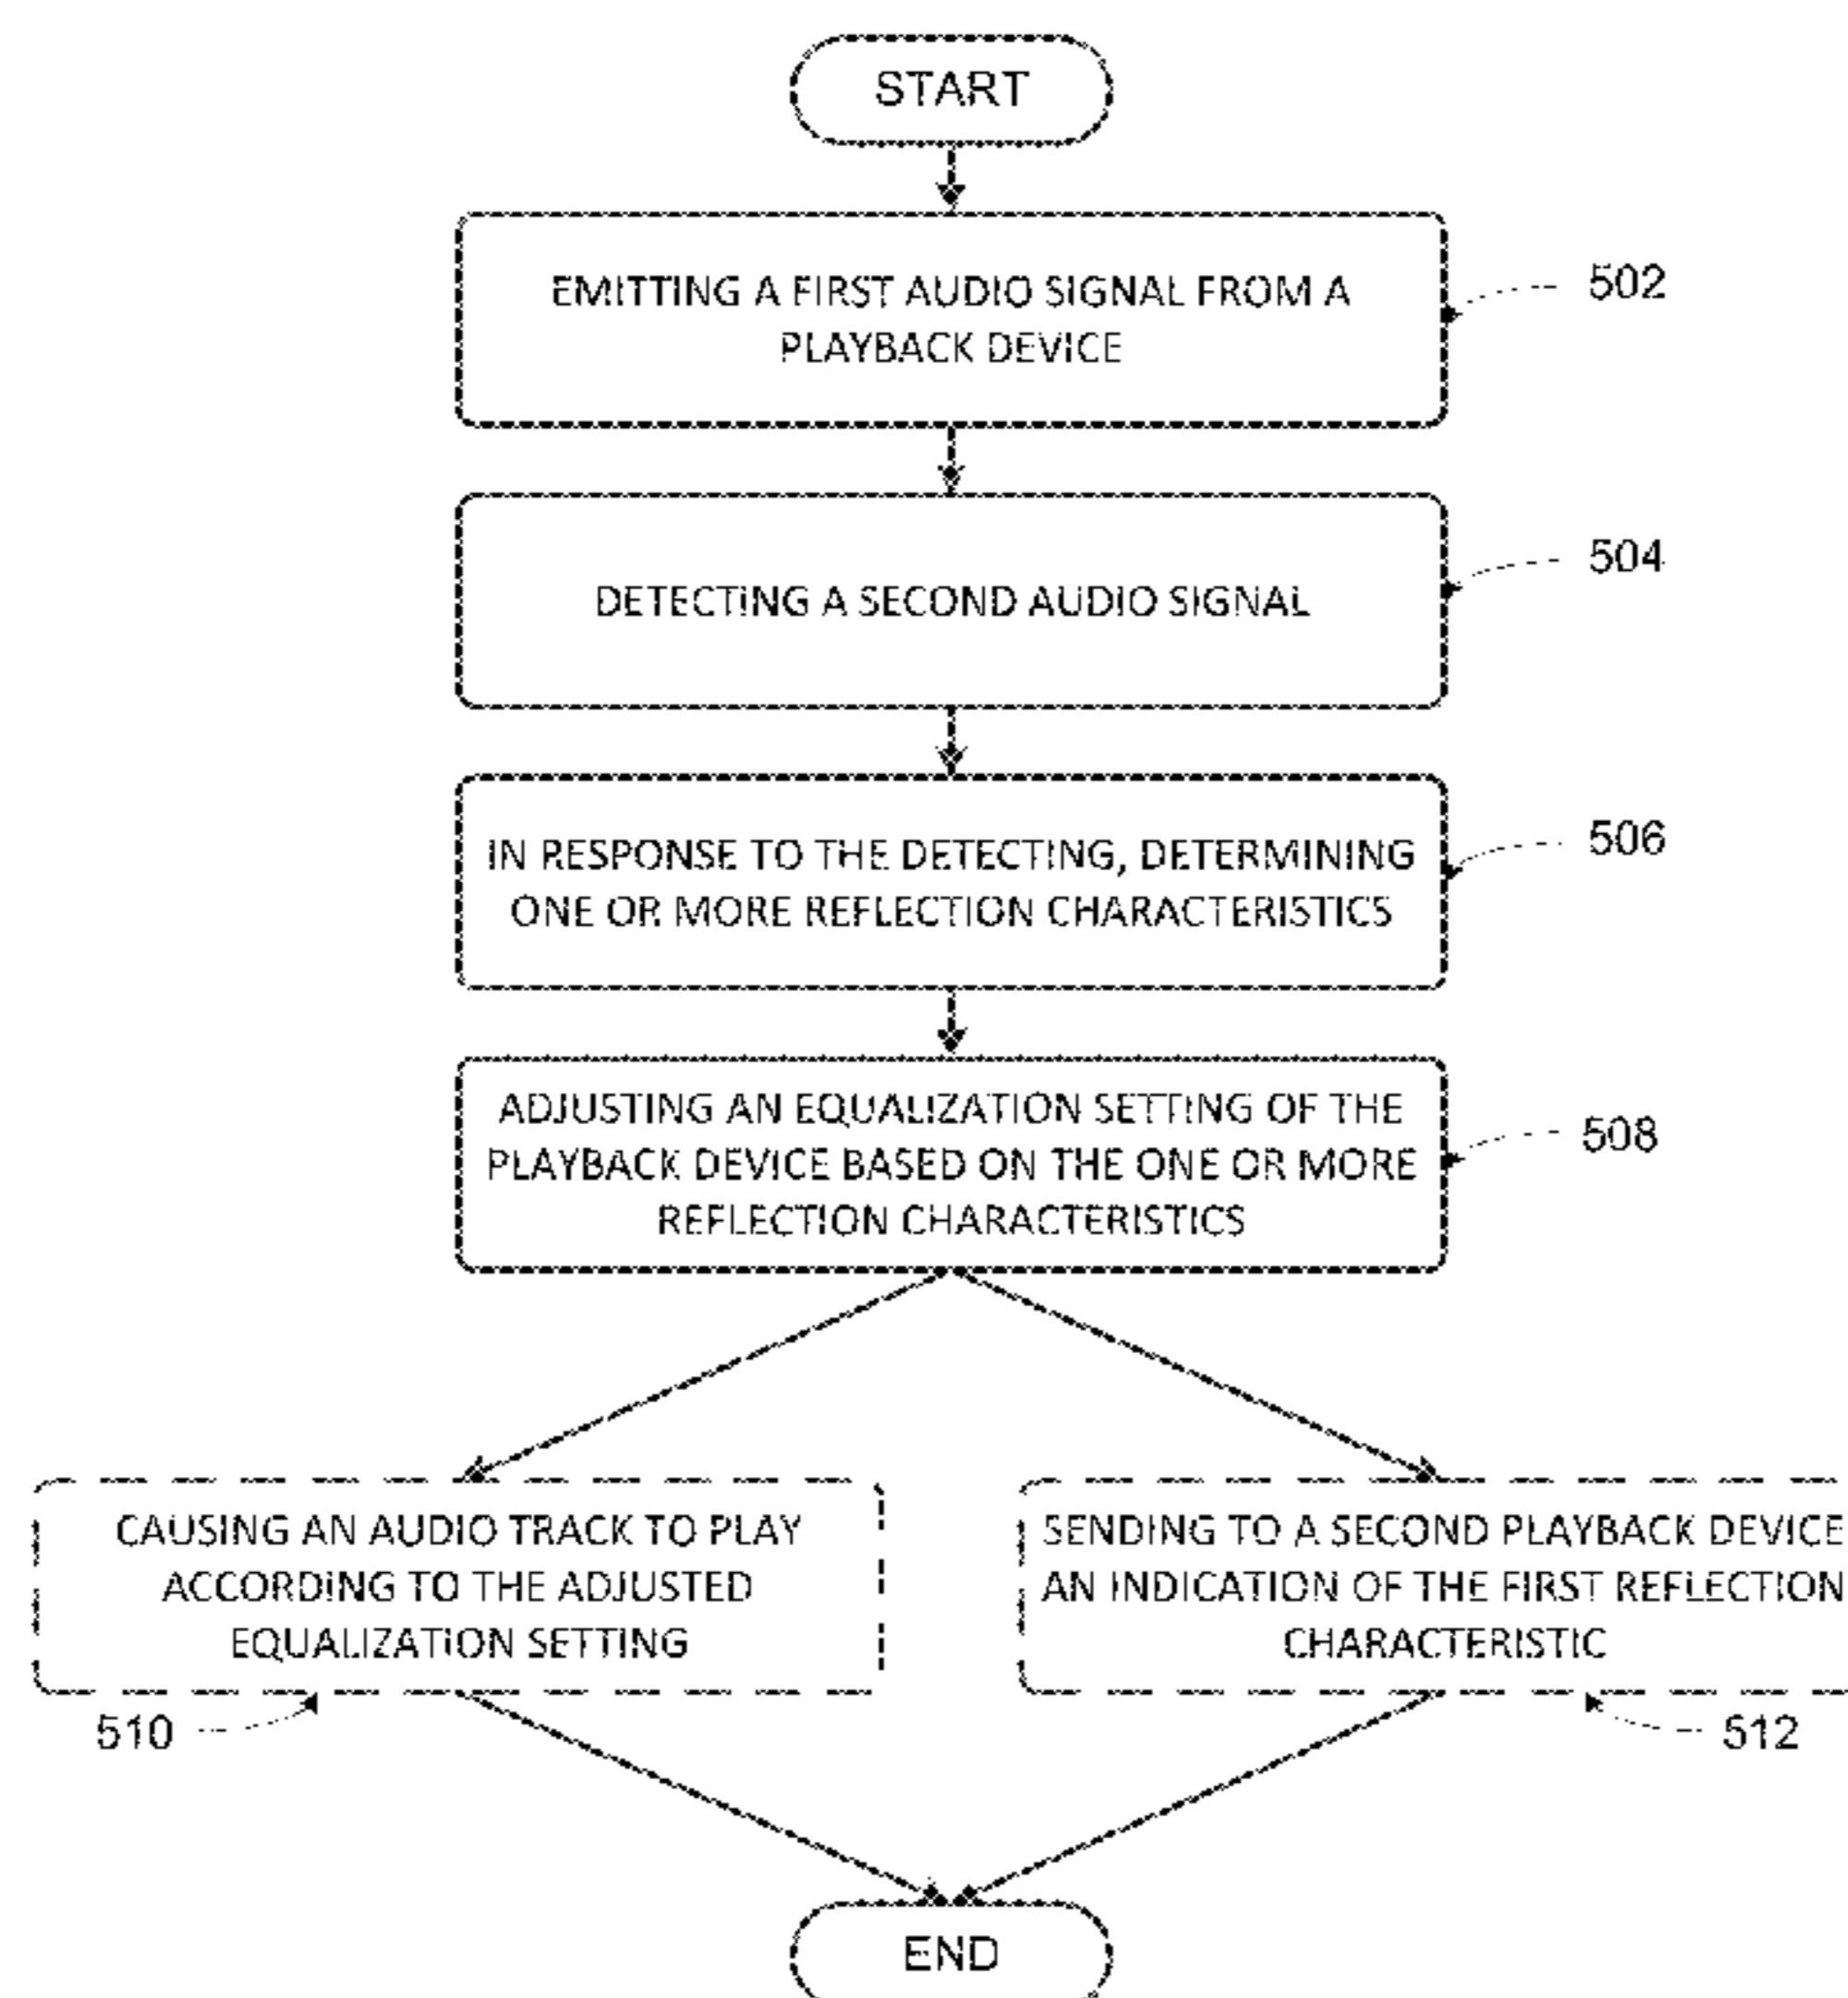 START
EMITTING A FIRST AUDIO SIGNAL FROM A
PLAYBACK DEVICE
502
DETECTING A SECOND AUDIO SIGNAL
504
IN RESPONSE TO THE DETECTING, DETERMINING
ONE OR MORE REFLECTION CHARACTERISTICS
506
ADJUSTING AN EQUALIZATION SETTING OF THE
PLAYBACK DEVICE BASED ON THE ONE OR MORE
REFLECTION CHARACTERISTICS
508
CAUSING AN AUDIO TRACK TO PLAY
ACCORDING TO THE ADJUSTED
EQUALIZATION SETTING
510
SENDING TO A SECOND PLAYBACK DEVICE
AN INDICATION OF THE FIRST REFLECTION
CHARACTERISTIC
512
END